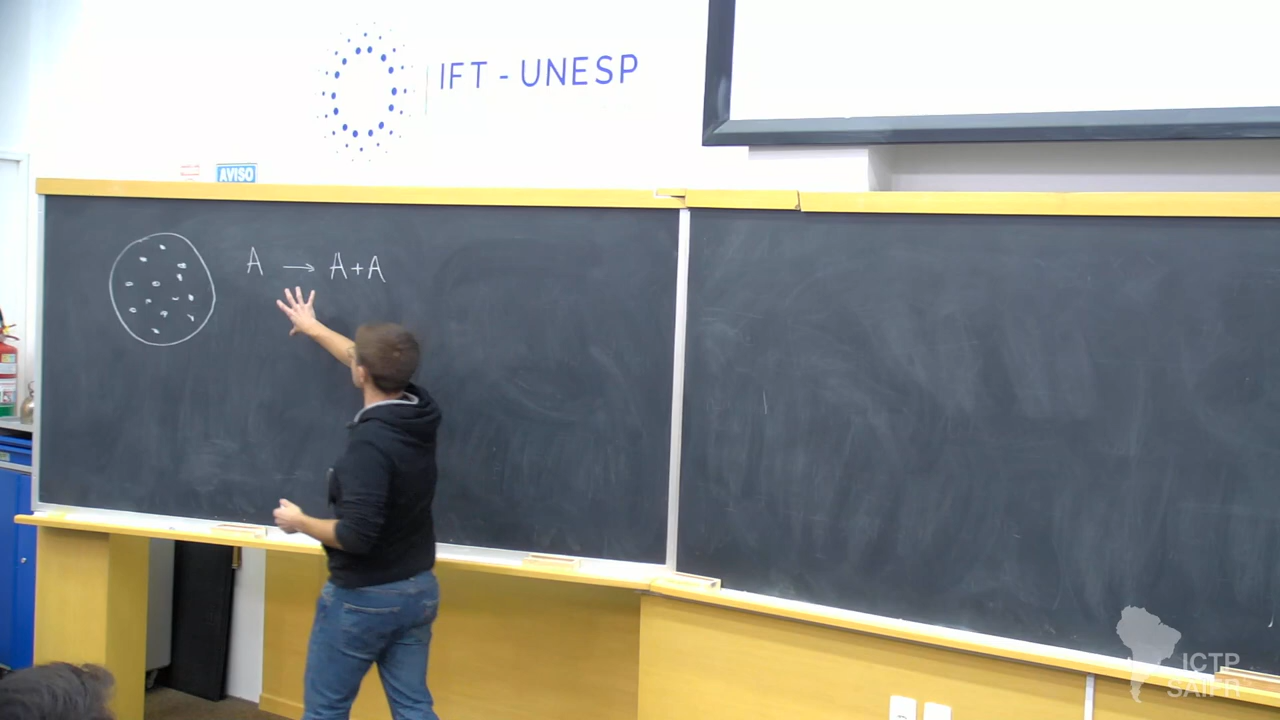 IFT - UNESP
AVISO
A → A + A
ICTP
SAIFR